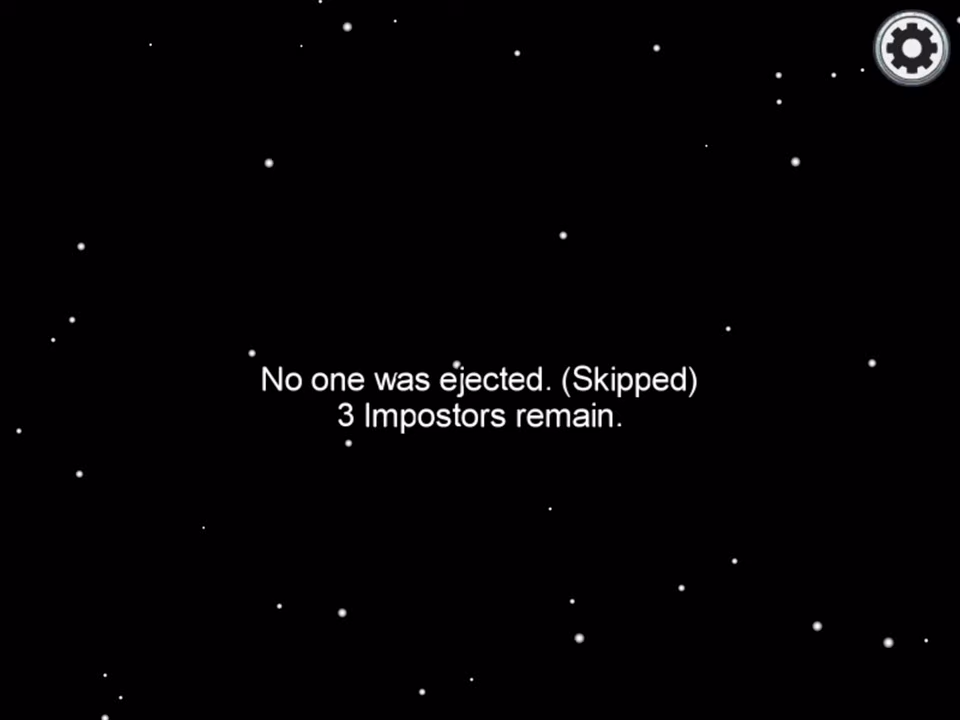 No one was ejected. (Skipped)
3 Impostors remain.